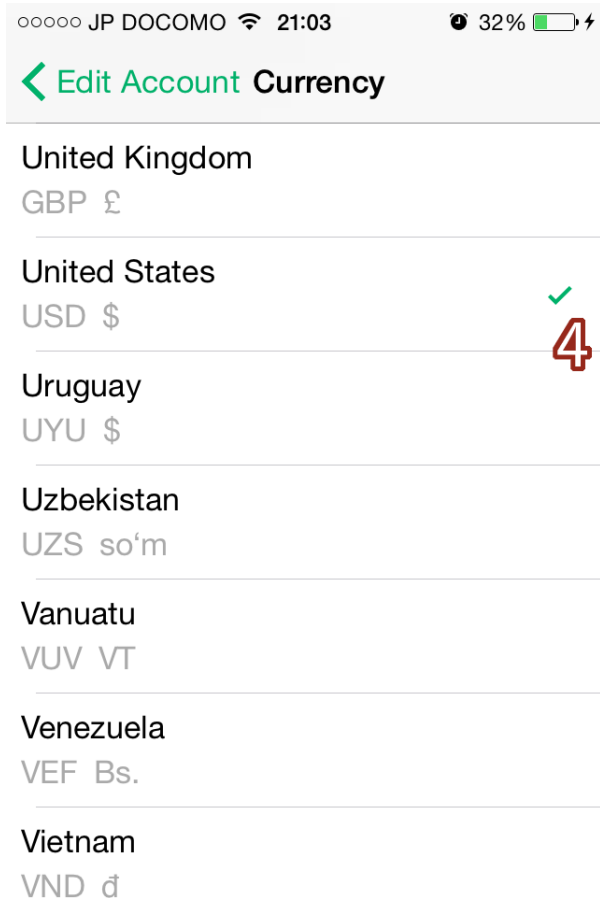 JP DOCOMO 21:03 32%
Edit Account Currency
United Kingdom
GBP £
United States
USD $
4
Uruguay
UYU $
Uzbekistan
UZS soʻm
Vanuatu
VUV VT
Venezuela
VEF Bs.
Vietnam
VND đ